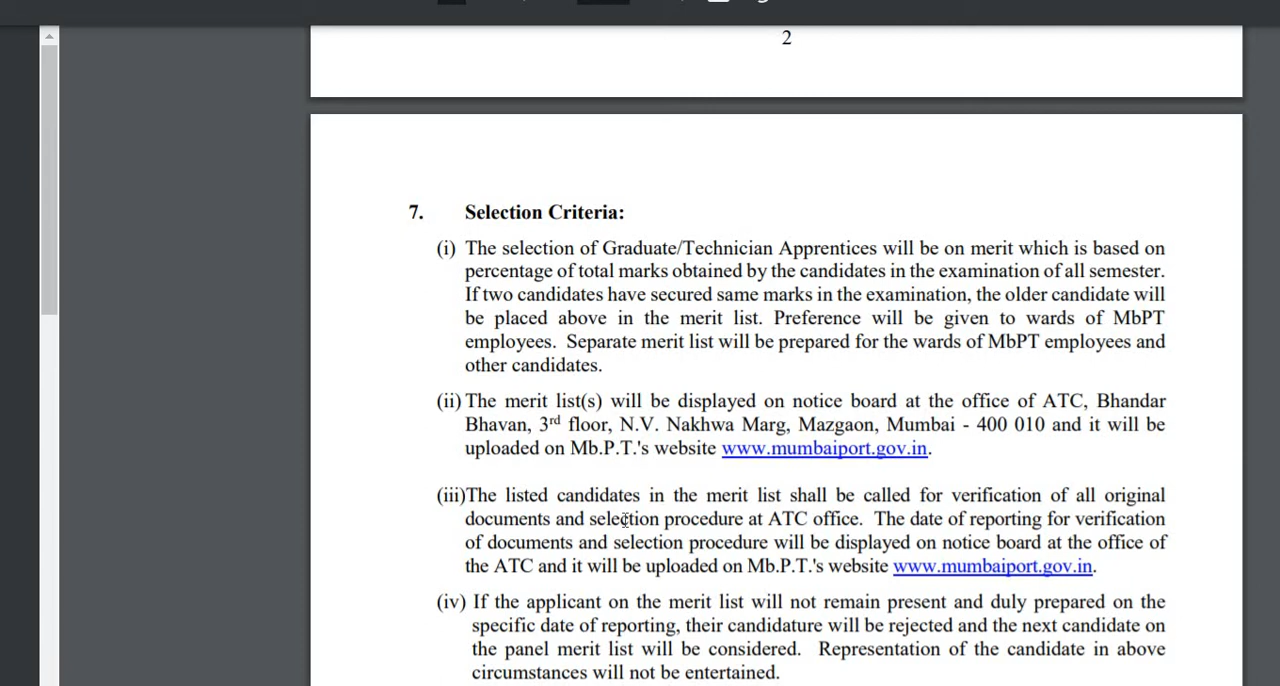 2
7. Selection Criteria:
(i) The selection of Graduate/Technician Apprentices will be on merit which is based on
percentage of total marks obtained by the candidates in the examination of all semester.
If two candidates have secured same marks in the examination, the older candidate will
be placed above in the merit list. Preference will be given to wards of MbPT
employees. Separate merit list will be prepared for the wards of MbPT employees and
other candidates.
(ii) The merit list(s) will be displayed on notice board at the office of ATC, Bhandar
Bhavan, 3rd floor, N.V. Nakhwa Marg, Mazgaon, Mumbai - 400 010 and it will be
uploaded on Mb.P.T.'s website www.mumbaiport.gov.in.
(iii)The listed candidates in the merit list shall be called for verification of all original
documents and selection procedure at ATC office. The date of reporting for verification
of documents and selection procedure will be displayed on notice board at the office of
the ATC and it will be uploaded on Mb.P.T.'s website www.mumbaiport.gov.in.
(iv) If the applicant on the merit list will not remain present and duly prepared on the
specific date of reporting, their candidature will be rejected and the next candidate on
the panel merit list will be considered. Representation of the candidate in above
circumstances will not be entertained.